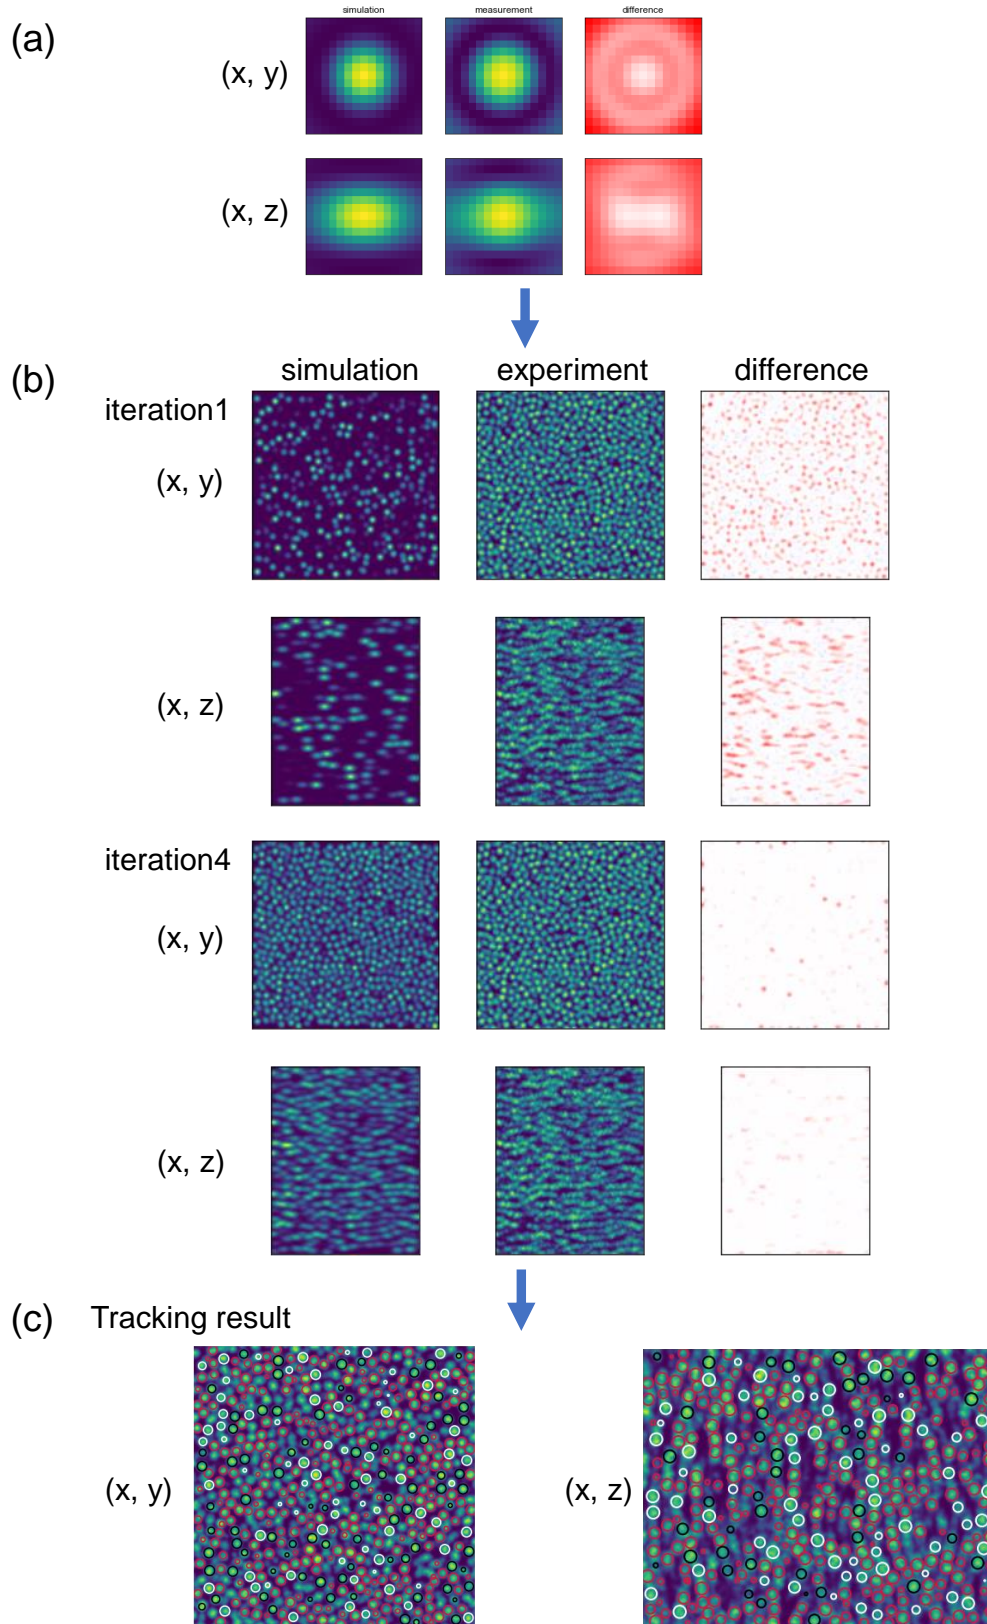 (a)
simulation measurement difference
(x, y)
(x, z)
(b)
simulation experiment difference
iteration1
(x, y)
(x, z)
iteration4
(x, y)
(x, z)
(c) Tracking result
(x, y) (x, z)